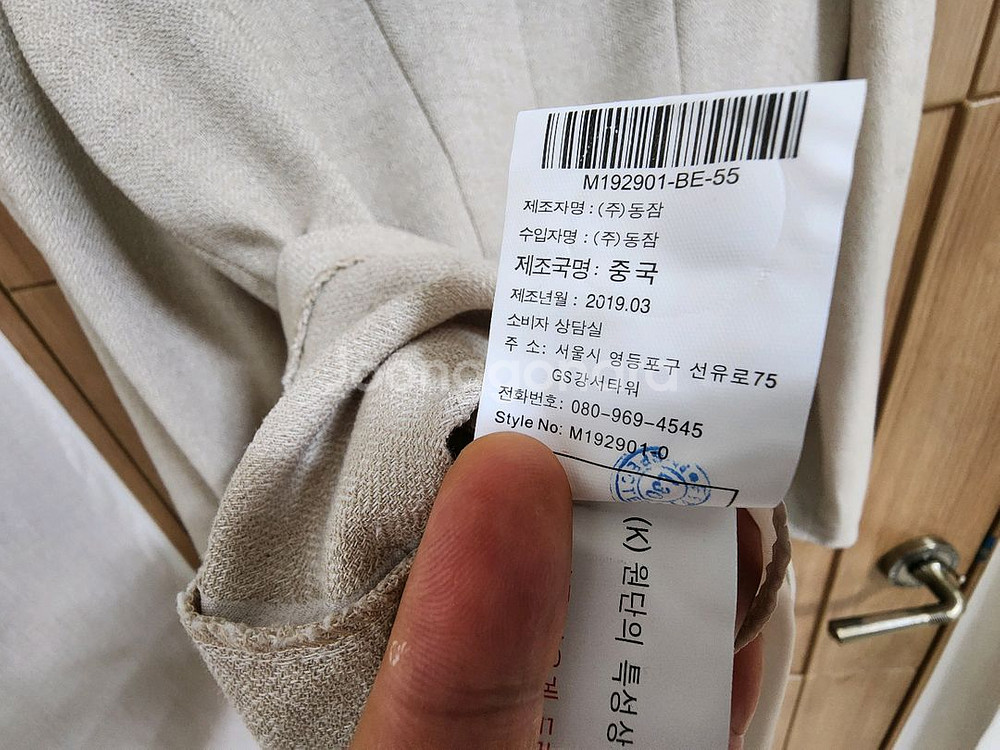 M192901-BE-55
제조자명 : (주)동잠
수입자명 : (주)동잠
제조국명: 중국
제조년월 : 2019.03
소비자 상담실
주 소: 서울시 영등포구 선유로75
GS강서타워
전화번호: 080-969-4545
Style No: M192901-0
(K) 원단의 특성상